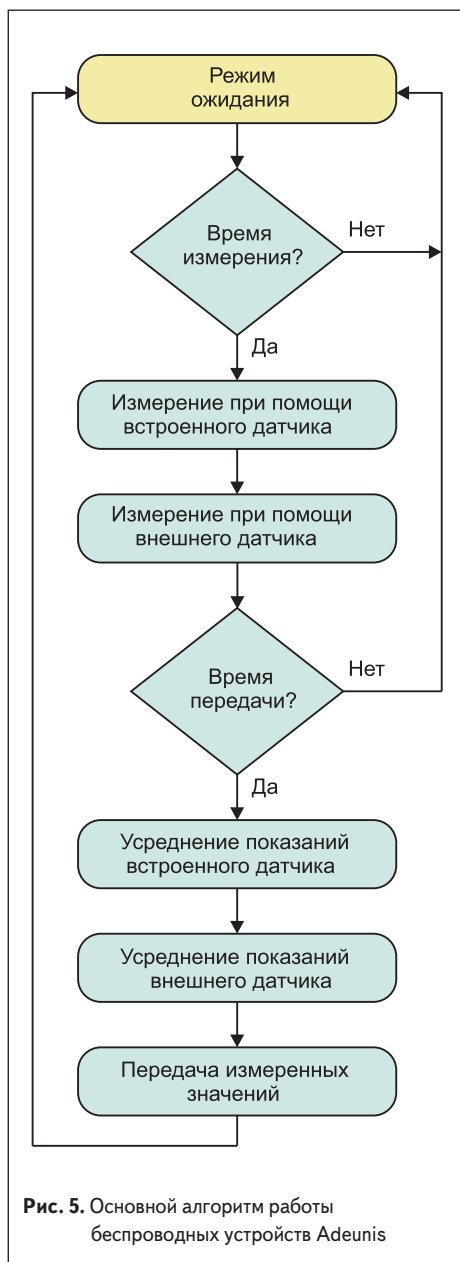 Режим
ожидания
Время
измерения?
Нет
Да
Измерение при помощи
встроенного датчика
Измерение при помощи
внешнего датчика
Время
передачи?
Нет
Да
Усреднение показаний
встроенного датчика
Усреднение показаний
внешнего датчика
Передача измеренных
значений
Рис. 5. Основной алгоритм работы
беспроводных устройств Adeunis